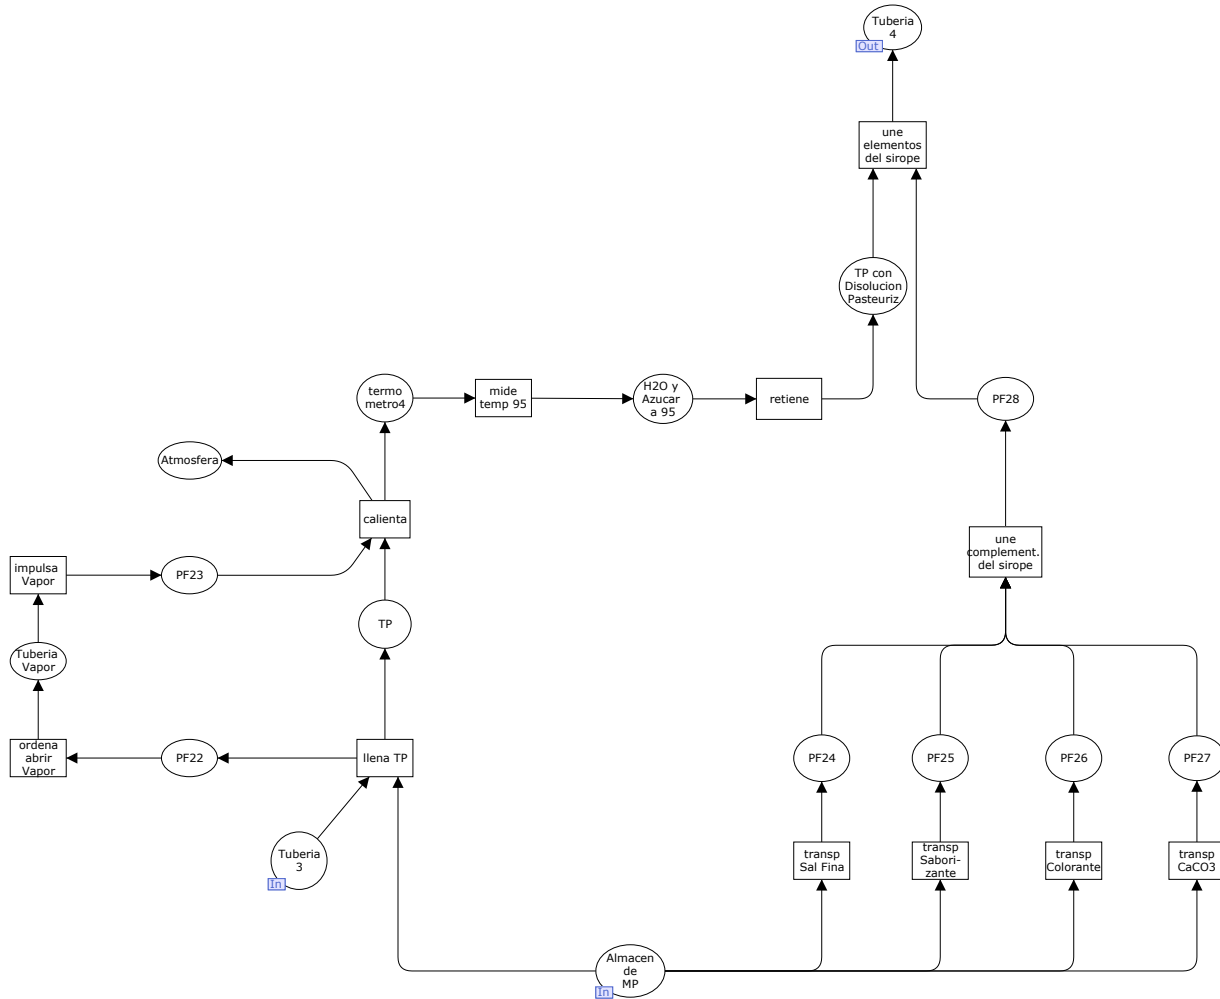 Tuberia
4
Out
une
elementos
del sirope
TP con
Disolucion
Pasteuriz
termo
metro4
mide
temp 95
H2O y
Azucar
a 95
retiene
PF28
Atmosfera
calienta
une
complement.
del sirope
impulsa
Vapor
PF23
TP
Tuberia
Vapor
ordena
abrir
Vapor
PF22
llena TP
PF24
PF25
PF26
PF27
Tuberia
3
In
transp
Sal Fina
transp
Sabori-
zante
transp
Colorante
transp
CaCO3
Almacen
de
MP
In